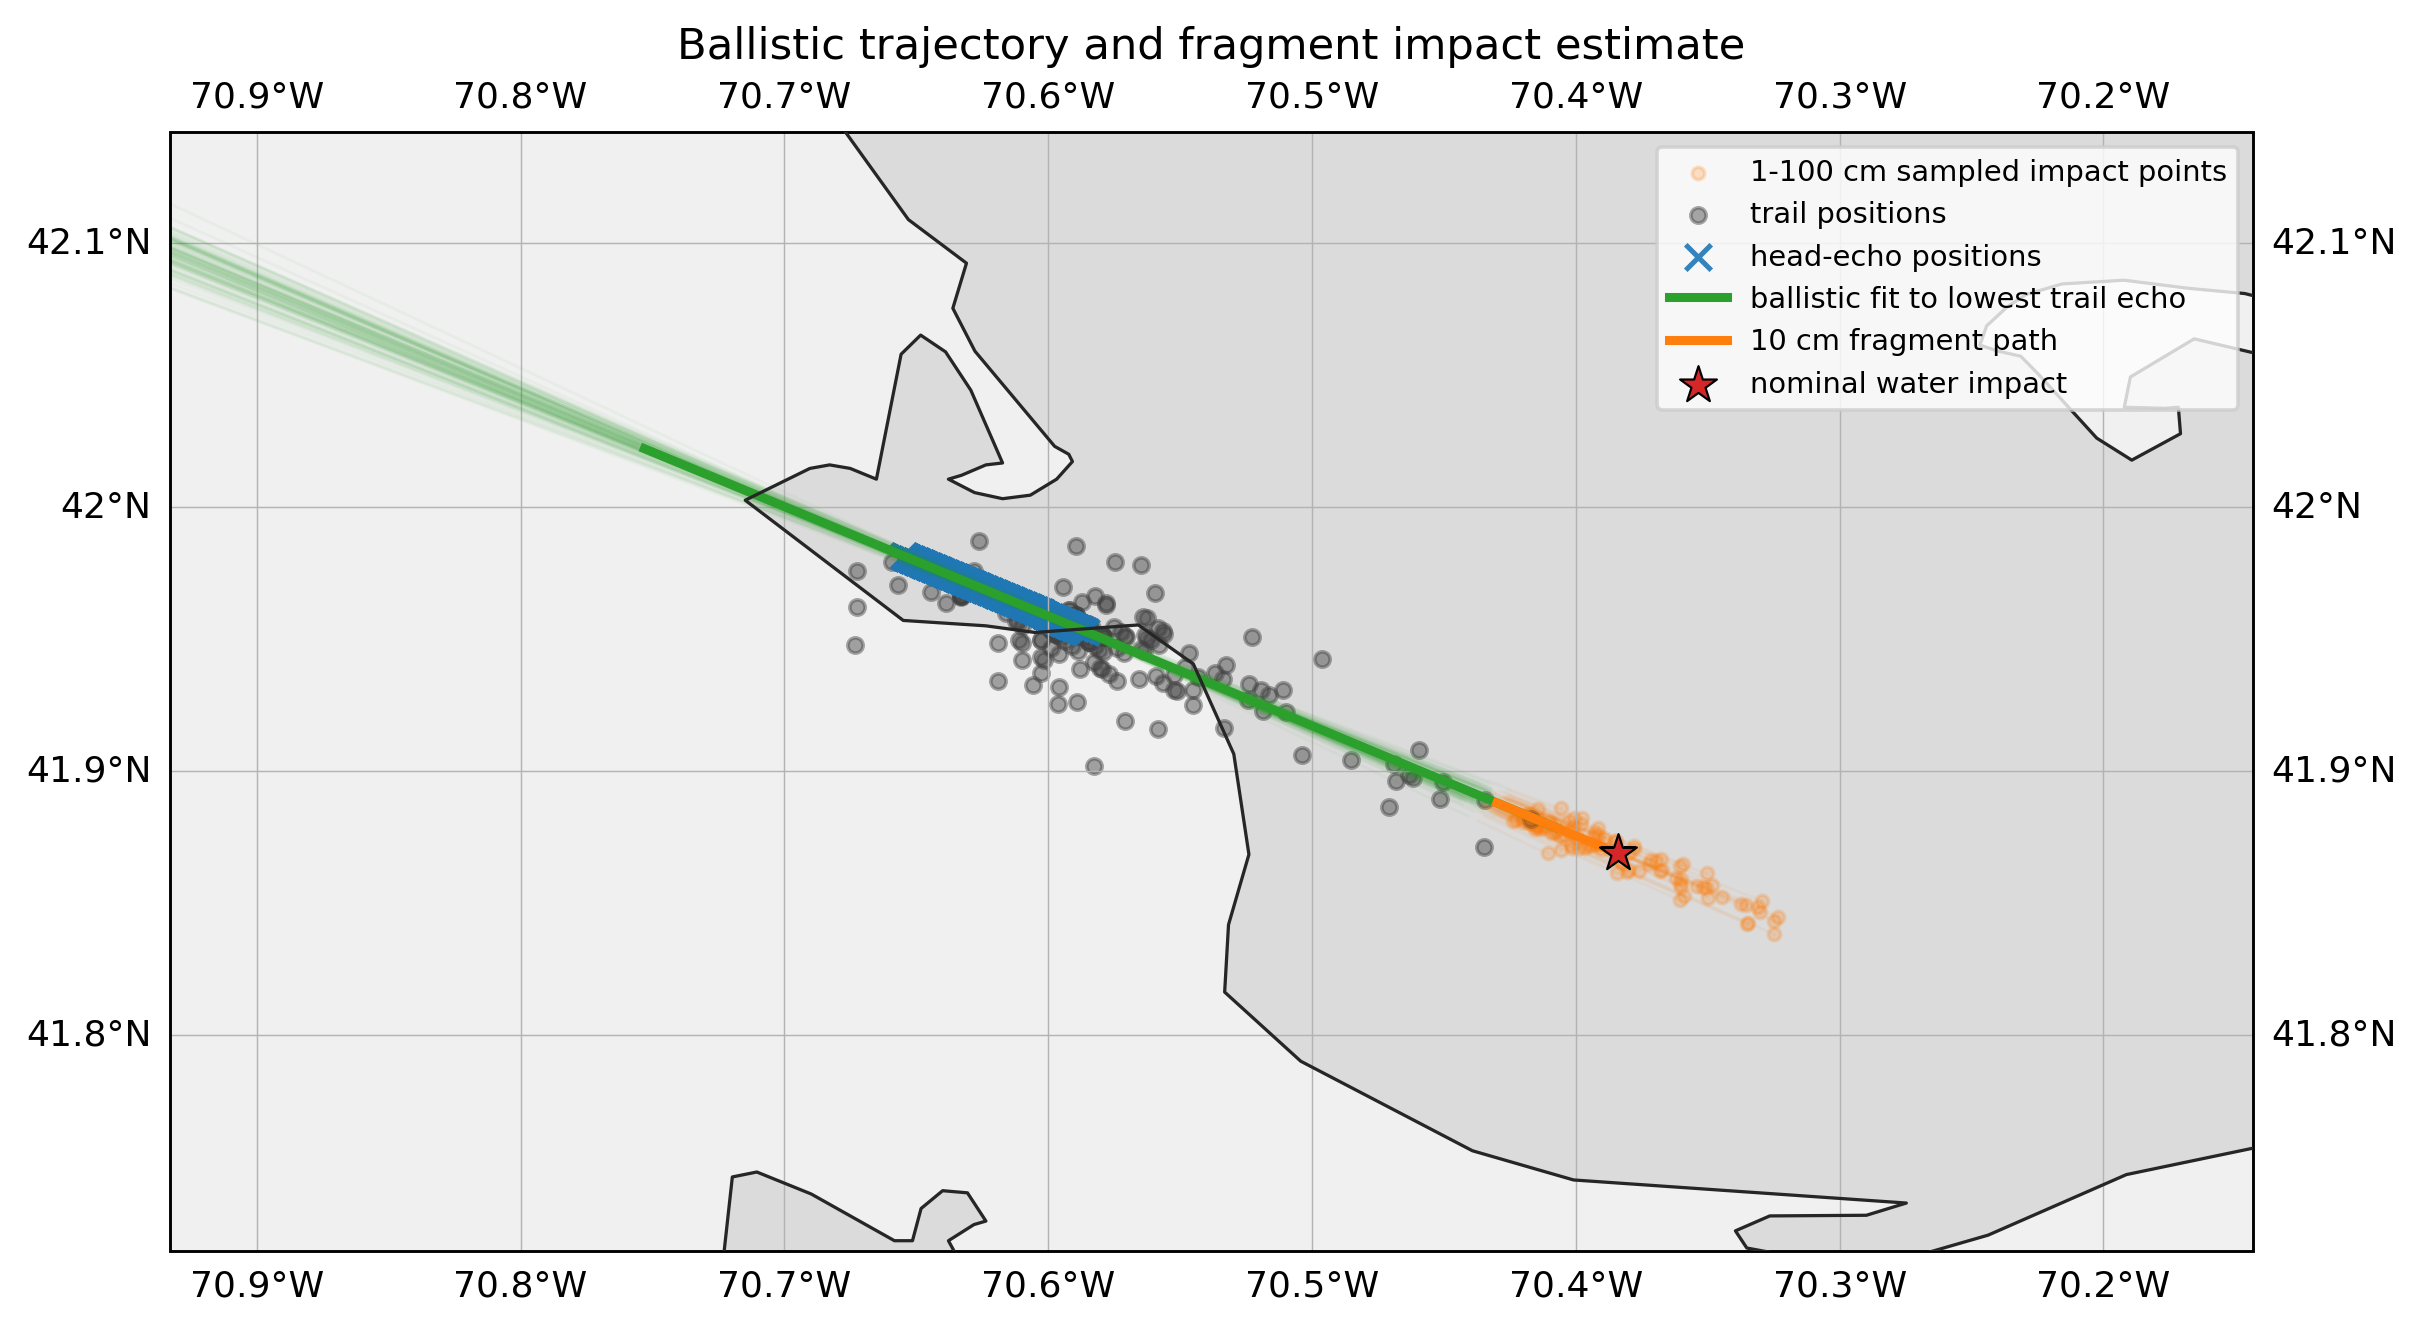 Ballistic trajectory and fragment impact estimate
70.9°W 70.8°W 70.7°W 70.6°W 70.5°W 70.4°W 70.3°W 70.2°W
1-100 cm sampled impact points
trail positions
42.1°N head-echo positions 42.1°N
ballistic fit to lowest trail echo
10 cm fragment path
nominal water impact
42°N 42°N
41.9°N 41.9°N
41.8°N 41.8°N
70.9°W 70.8°W 70.7°W 70.6°W 70.5°W 70.4°W 70.3°W 70.2°W